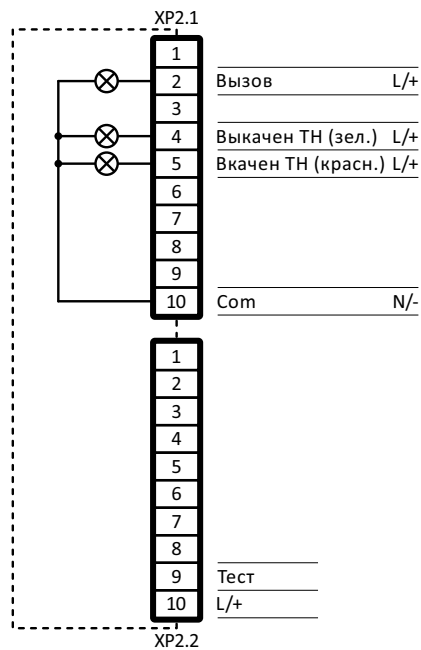 XP2.1
1
2 Вызов L/+
3
4 Выкачен ТН (зел.) L/+
5 Вкачен ТН (красн.) L/+
6
7
8
9
10 Com N/-
1
2
3
4
5
6
7
8
9 Тест
10 L/+
XP2.2